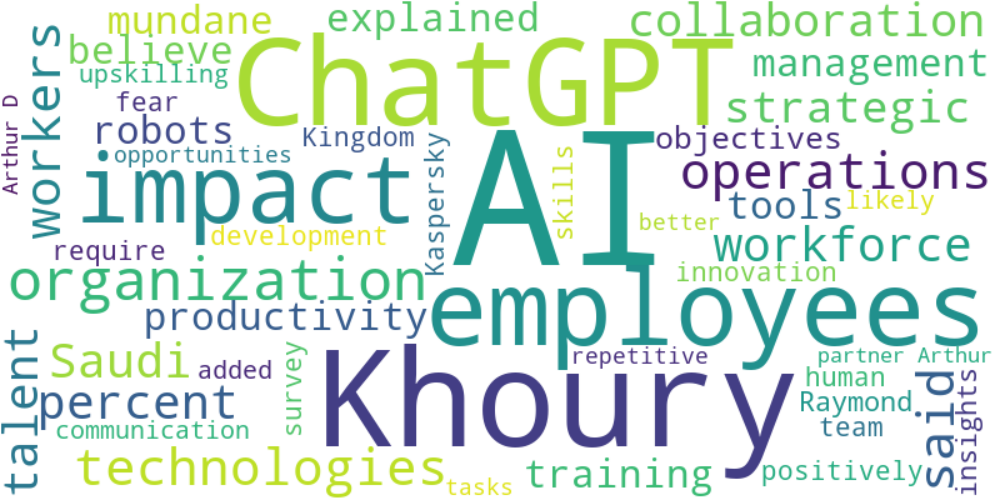 mundane
explained
collaboration
believe
ChatGPT
management
upskilling
workers
fear
strategic
Arthur D
robots
Kingdom
AI
objectives
opportunities
impact
Kaspersky
skills
operations
tools
likely
development
better
workforce
require
organization
innovation
employees
productivity
talent
Saudi
added
survey
Khoury
repetitive
partner Arthur
percent
human
Raymond
said
insights
communication
team
technologies
tasks
training
positively